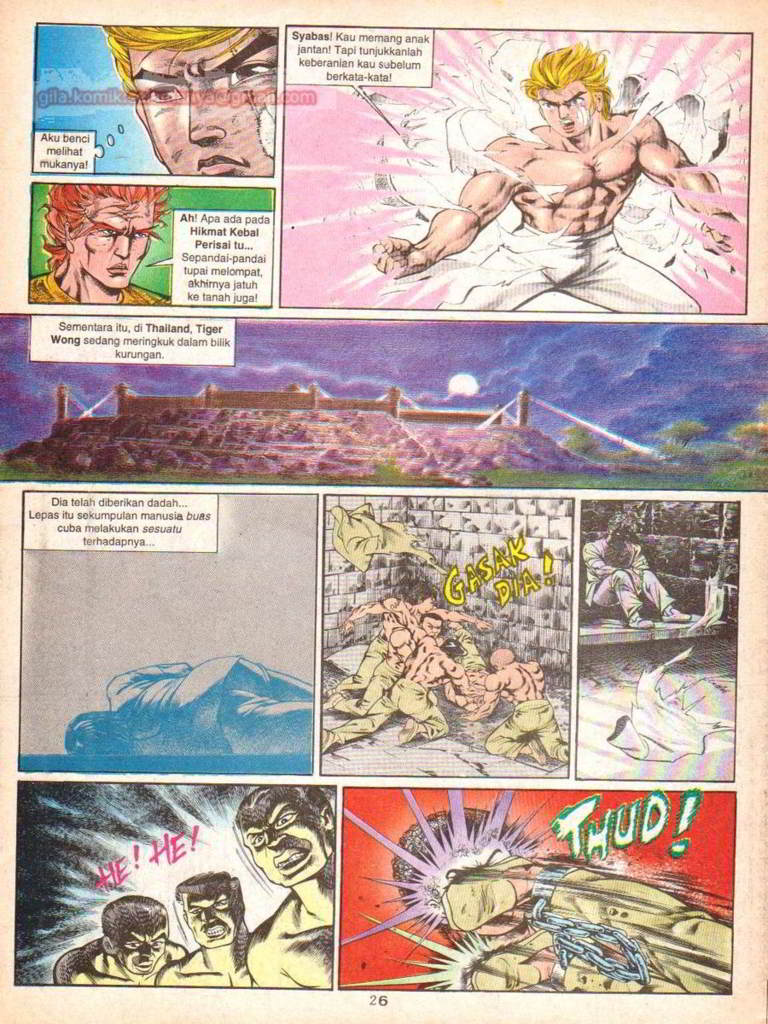 Aku benci
melihat
mukanya!
Syabas! Kau memang anak
jantan! Tapi tunjukkanlah
keberanian kau sebelum
berkata-kata!
Ah! Apa ada pada
Hikmat Kebal
Perisai tu...
Sepandai-pandai
tupai melompat,
akhirnya jatuh
ke tanah juga!
Sementara itu, di Thailand, Tiger
Wong sedang meringkuk dalam bilik
kurungan.
Dia telah diberikan dadah...
Lepas itu sekumpulan manusia buas
cuba melakukan sesuatu
terhadapnya...
GASAK
DIA!
HE! HE!
THUD!
26